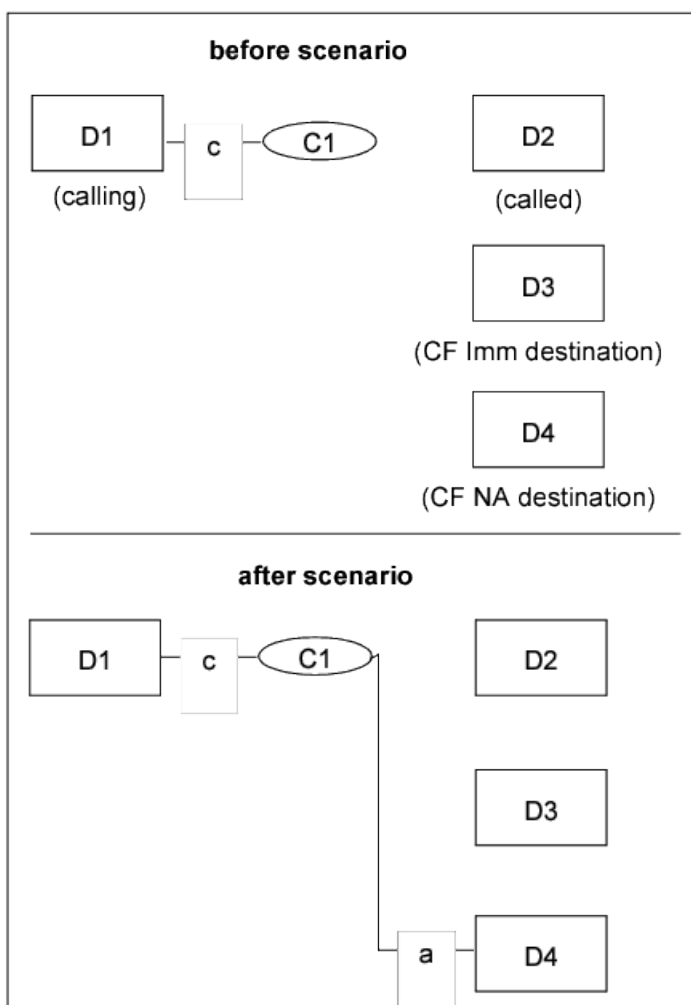 before scenario
D1 c C1 D2
(calling) (called)
D3
(CF Imm destination)
D4
(CF NA destination)
after scenario
D1 c C1 D2
D3
a D4